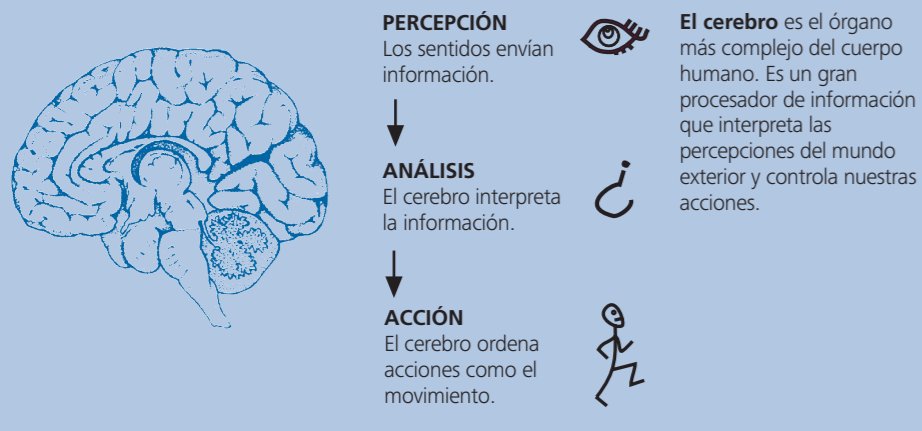 PERCEPCIÓN
Los sentidos envían
información.
ANÁLISIS
El cerebro interpreta
la información.
ACCIÓN
El cerebro ordena
acciones como el
movimiento.
¿
El cerebro es el órgano
más complejo del cuerpo
humano. Es un gran
procesador de información
que interpreta las
percepciones del mundo
exterior y controla nuestras
acciones.